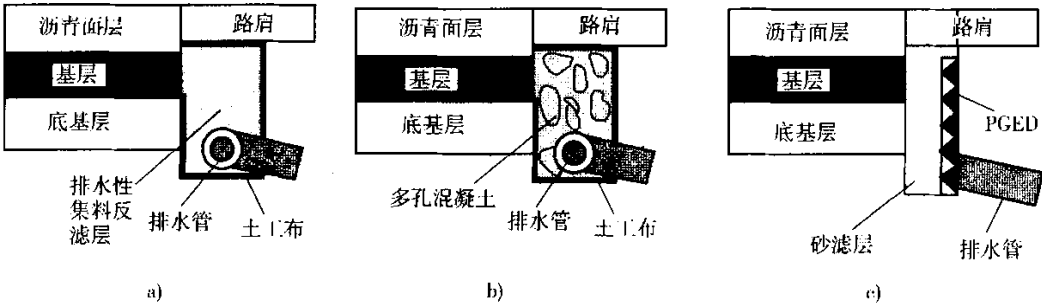 沥青面层
路肩
基层
底基层
排水性
集料反
滤层
排水管
土工布
a)
沥青面层
路肩
基层
底基层
多孔混凝土
排水管
土工布
b)
沥青面层
路肩
基层
底基层
PGED
砂滤层
排水管
c)